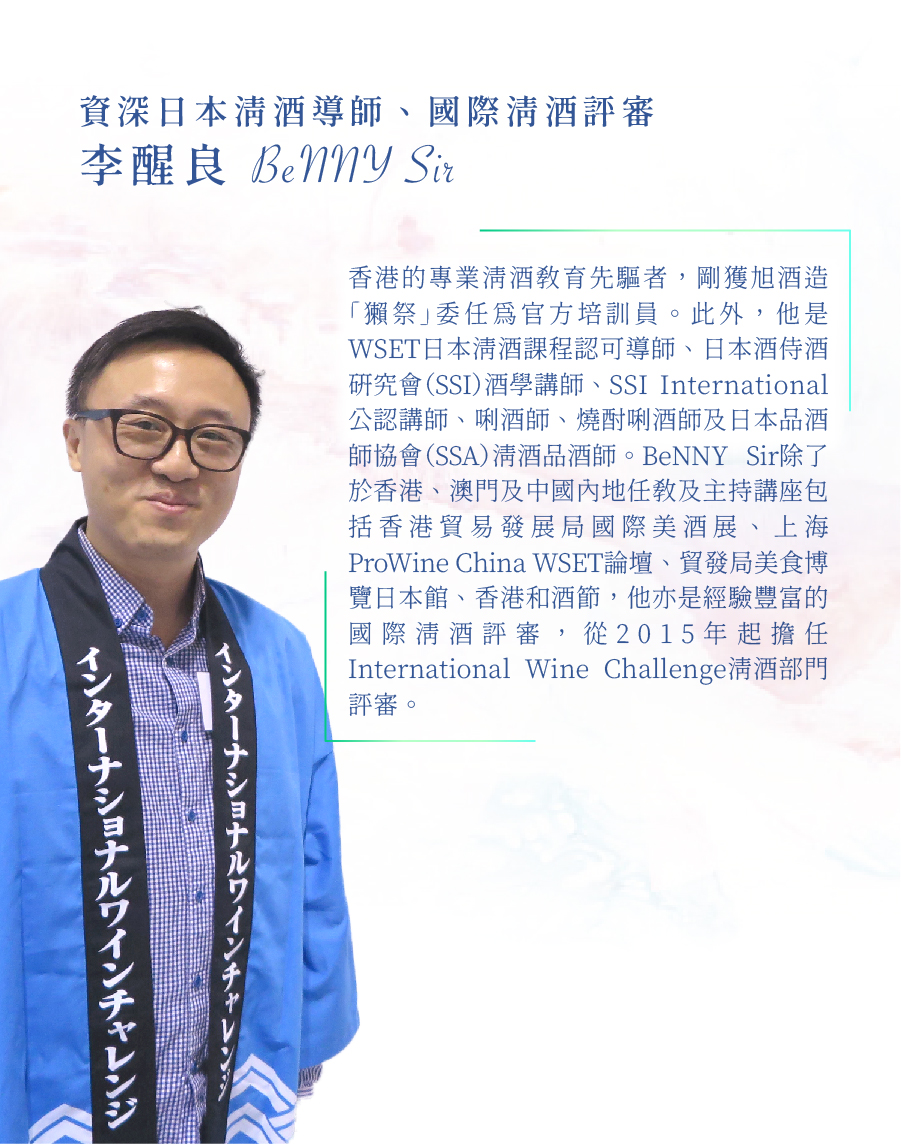 資深日本清酒導師、國際清酒評審
李醒良 BeNNY Sir
香港的專業清酒教育先驅者，剛獲旭酒造
「獺祭」委任為官方培訓員。此外，他是
WSET日本清酒課程認可導師、日本酒侍酒
研究會(SSI)酒學講師、SSI International
公認講師、唎酒師、燒酎唎酒師及日本品酒
師協會(SSA)清酒品酒師。BeNNY Sir除了
於香港、澳門及中國內地任教及主持講座包
括香港貿易發展局國際美酒展、上海
ProWine China WSET論壇、貿發局美食博
覽日本館、香港和酒節，他亦是經驗豐富的
國際清酒評審，從2015年起擔任
International Wine Challenge清酒部門
評審。
インターナショナルワインチャレンジ
インターナショナルワインチャレンジ